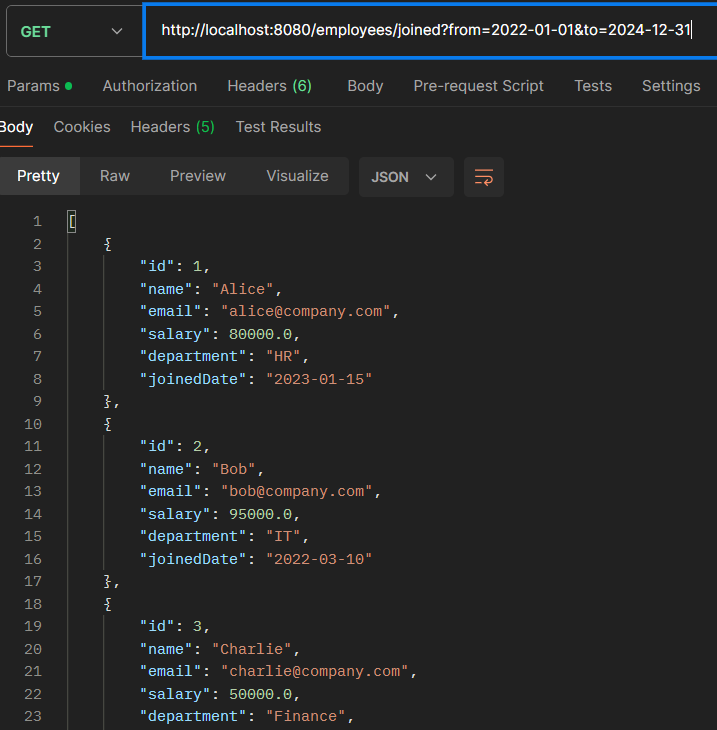 GET http://localhost:8080/employees/joined?from=2022-01-01&to=2024-12-31
Params Authorization Headers (6) Body Pre-request Script Tests Settings
Body Cookies Headers (5) Test Results
Pretty Raw Preview Visualize JSON
1 [
2 {
3 "id": 1,
4 "name": "Alice",
5 "email": "alice@company.com",
6 "salary": 80000.0,
7 "department": "HR",
8 "joinedDate": "2023-01-15"
9 },
10 {
11 "id": 2,
12 "name": "Bob",
13 "email": "bob@company.com",
14 "salary": 95000.0,
15 "department": "IT",
16 "joinedDate": "2022-03-10"
17 },
18 {
19 "id": 3,
20 "name": "Charlie",
21 "email": "charlie@company.com",
22 "salary": 50000.0,
23 "department": "Finance",